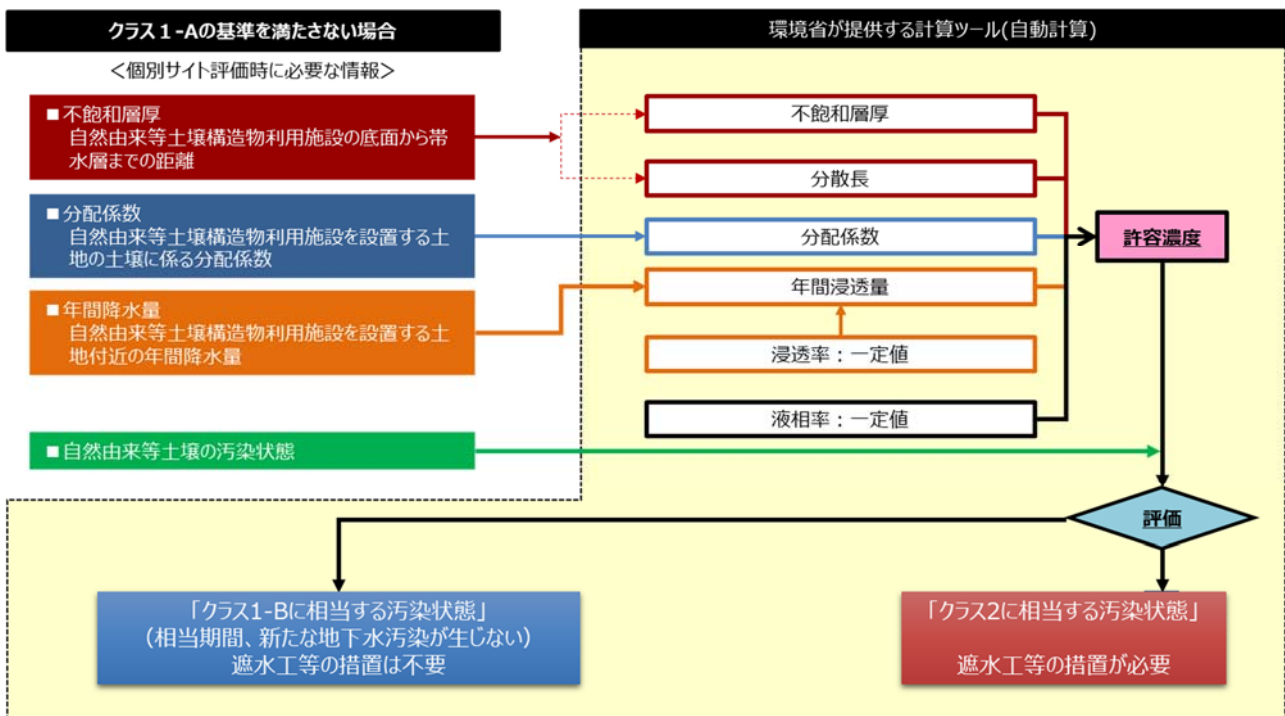 クラス1-Aの基準を満たさない場合
＜個別サイト評価時に必要な情報＞
■不飽和層厚
自然由来等土壌構造物利用施設の底面から帯
水層までの距離
■分配係数
自然由来等土壌構造物利用施設を設置する土
地の土壌に係る分配係数
■年間降水量
自然由来等土壌構造物利用施設を設置する土
地付近の年間降水量
■自然由来等土壌の汚染状態
環境省が提供する計算ツール(自動計算)
不飽和層厚
分散長
分配係数
年間浸透量
浸透率：一定値
液相率：一定値
許容濃度
評価
「クラス1-Bに相当する汚染状態」
（相当期間、新たな地下水汚染が生じない）
遮水工等の措置は不要
「クラス2に相当する汚染状態」
遮水工等の措置が必要